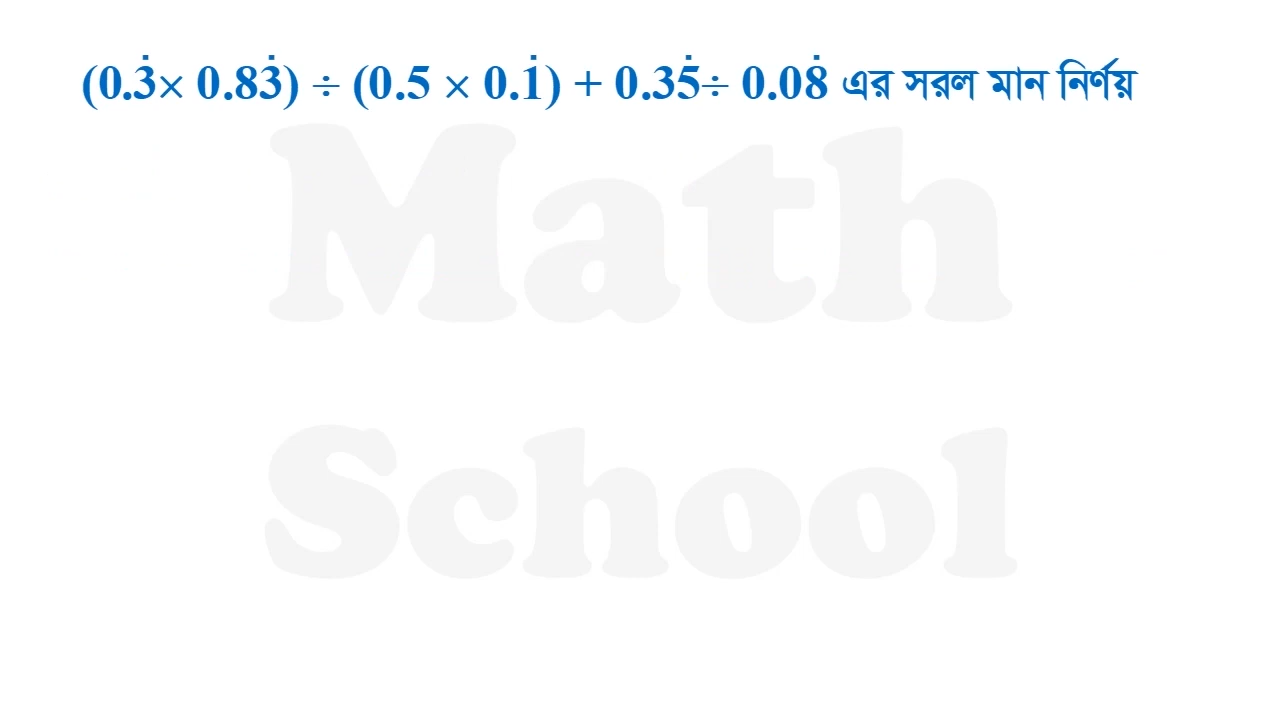 (0.3̇× 0.83̇) ÷ (0.5 × 0.1̇) + 0.35̇÷ 0.08̇ এর সরল মান নির্ণয়
Math
School